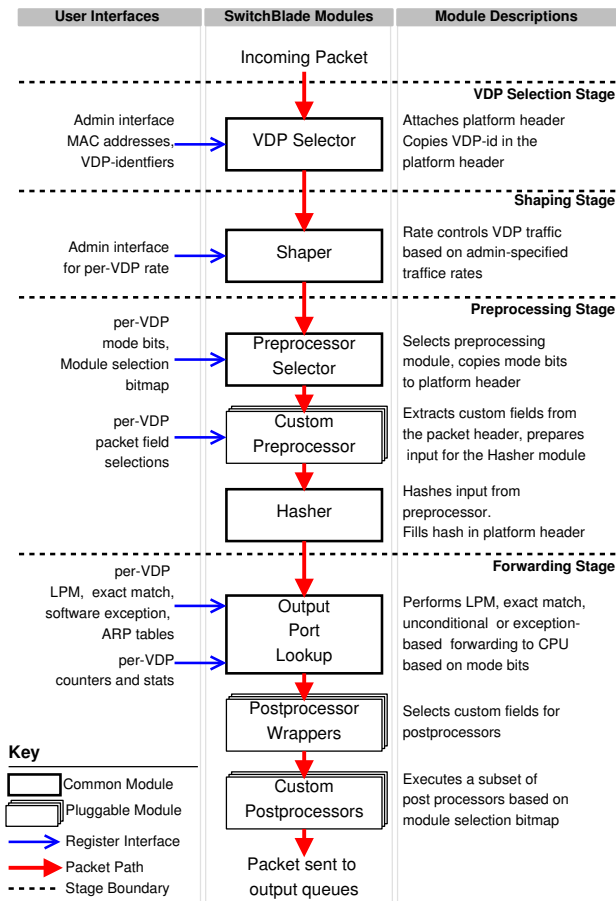 User Interfaces
SwitchBlade Modules
Module Descriptions
Incoming Packet
VDP Selection Stage
Admin interface
MAC addresses,
VDP-identfiers
VDP Selector
Attaches platform header
Copies VDP-id in the
platform header
Shaping Stage
Admin interface
for per-VDP rate
Shaper
Rate controls VDP traffic
based on admin-specified
traffice rates
Preprocessing Stage
per-VDP
mode bits,
Module selection
bitmap
Preprocessor
Selector
Selects preprocessing
module, copies mode bits
to platform header
per-VDP
packet field
selections
Custom
Preprocessor
Extracts custom fields from
the packet header, prepares
input for the Hasher module
Hasher
Hashes input from
preprocessor.
Fills hash in platform header
Forwarding Stage
per-VDP
LPM, exact match,
software exception,
ARP tables
per-VDP
counters and stats
Output
Port
Lookup
Performs LPM, exact match,
unconditional or exception-
based forwarding to CPU
based on mode bits
Postprocessor
Wrappers
Selects custom fields for
postprocessors
Custom
Postprocessors
Executes a subset of
post processors based on
module selection bitmap
Packet sent to
output queues
Key
Common Module
Pluggable Module
Register Interface
Packet Path
Stage Boundary